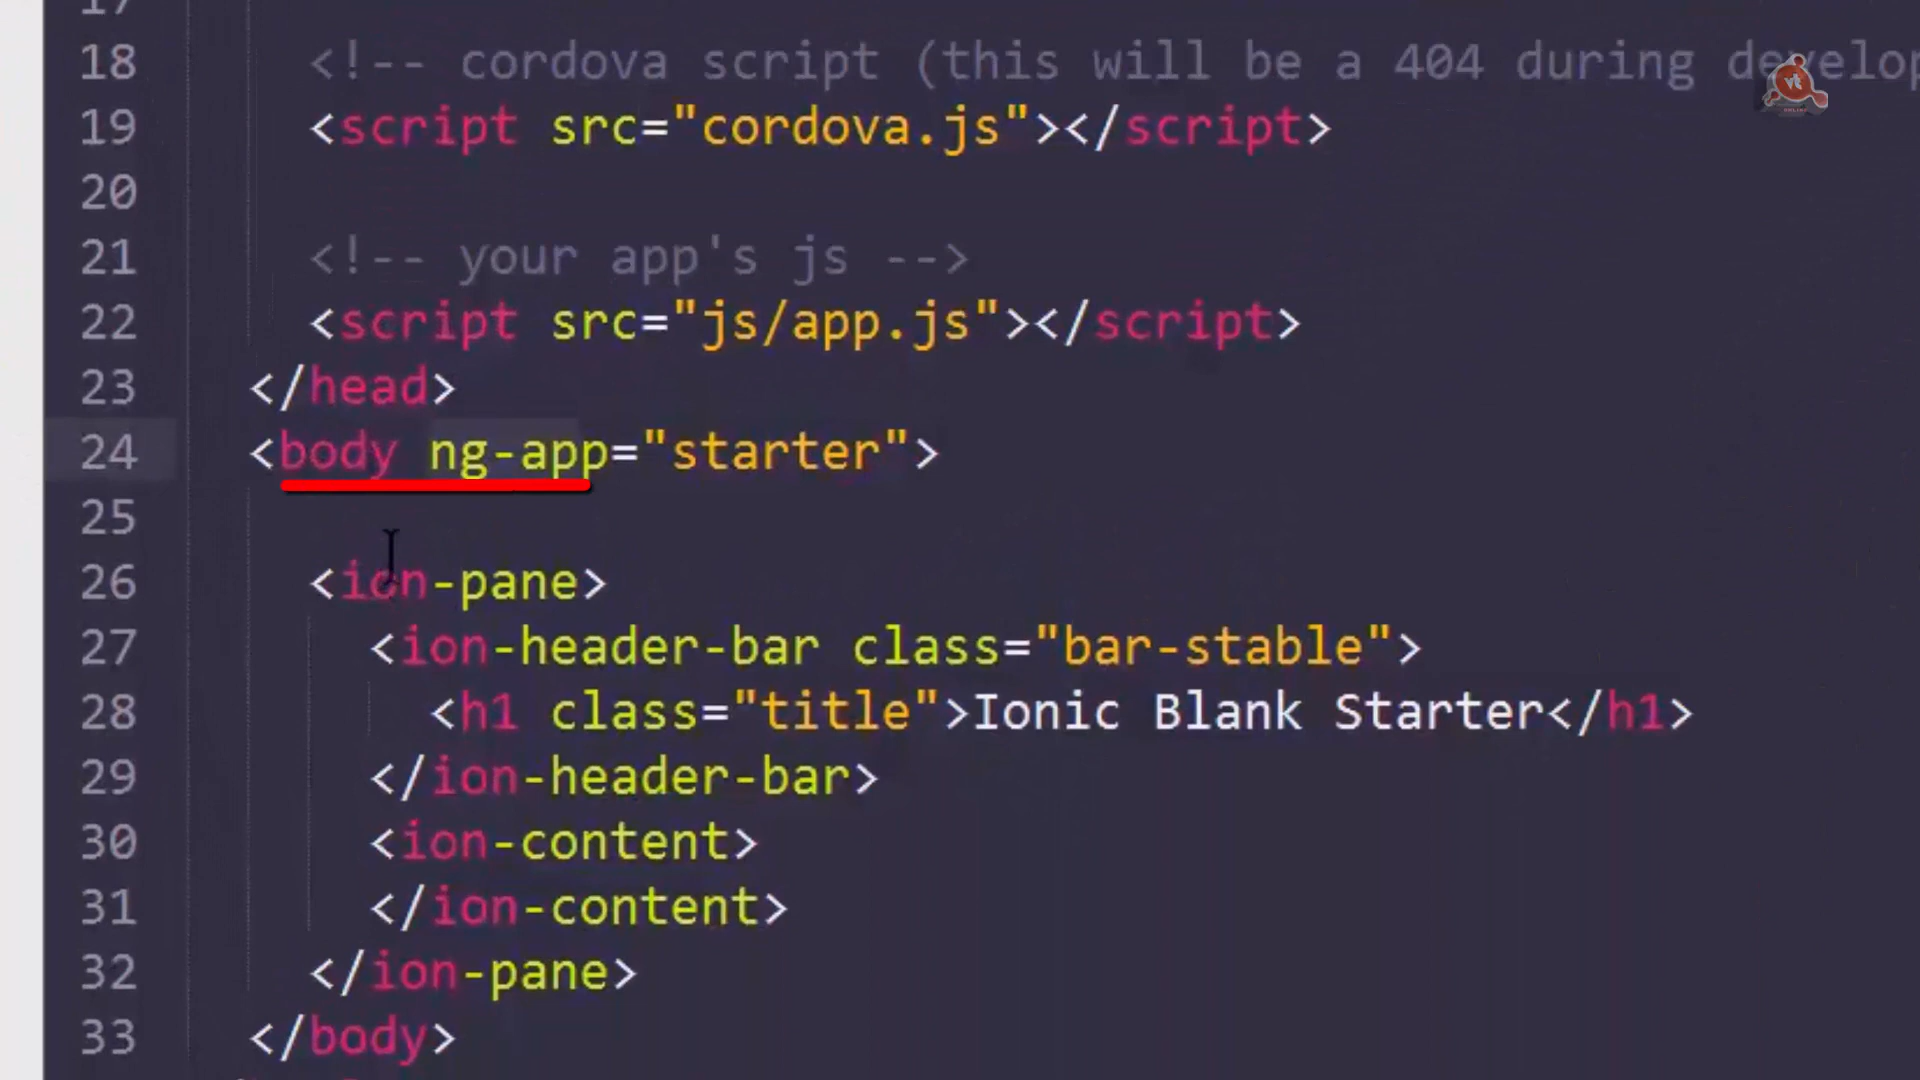 17
18 <!-- cordova script (this will be a 404 during develop
19 <script src="cordova.js"></script>
20
21 <!-- your app's js -->
22 <script src="js/app.js"></script>
23 </head>
24 <body ng-app="starter">
25
26 <ion-pane>
27 <ion-header-bar class="bar-stable">
28 <h1 class="title">Ionic Blank Starter</h1>
29 </ion-header-bar>
30 <ion-content>
31 </ion-content>
32 </ion-pane>
33 </body>